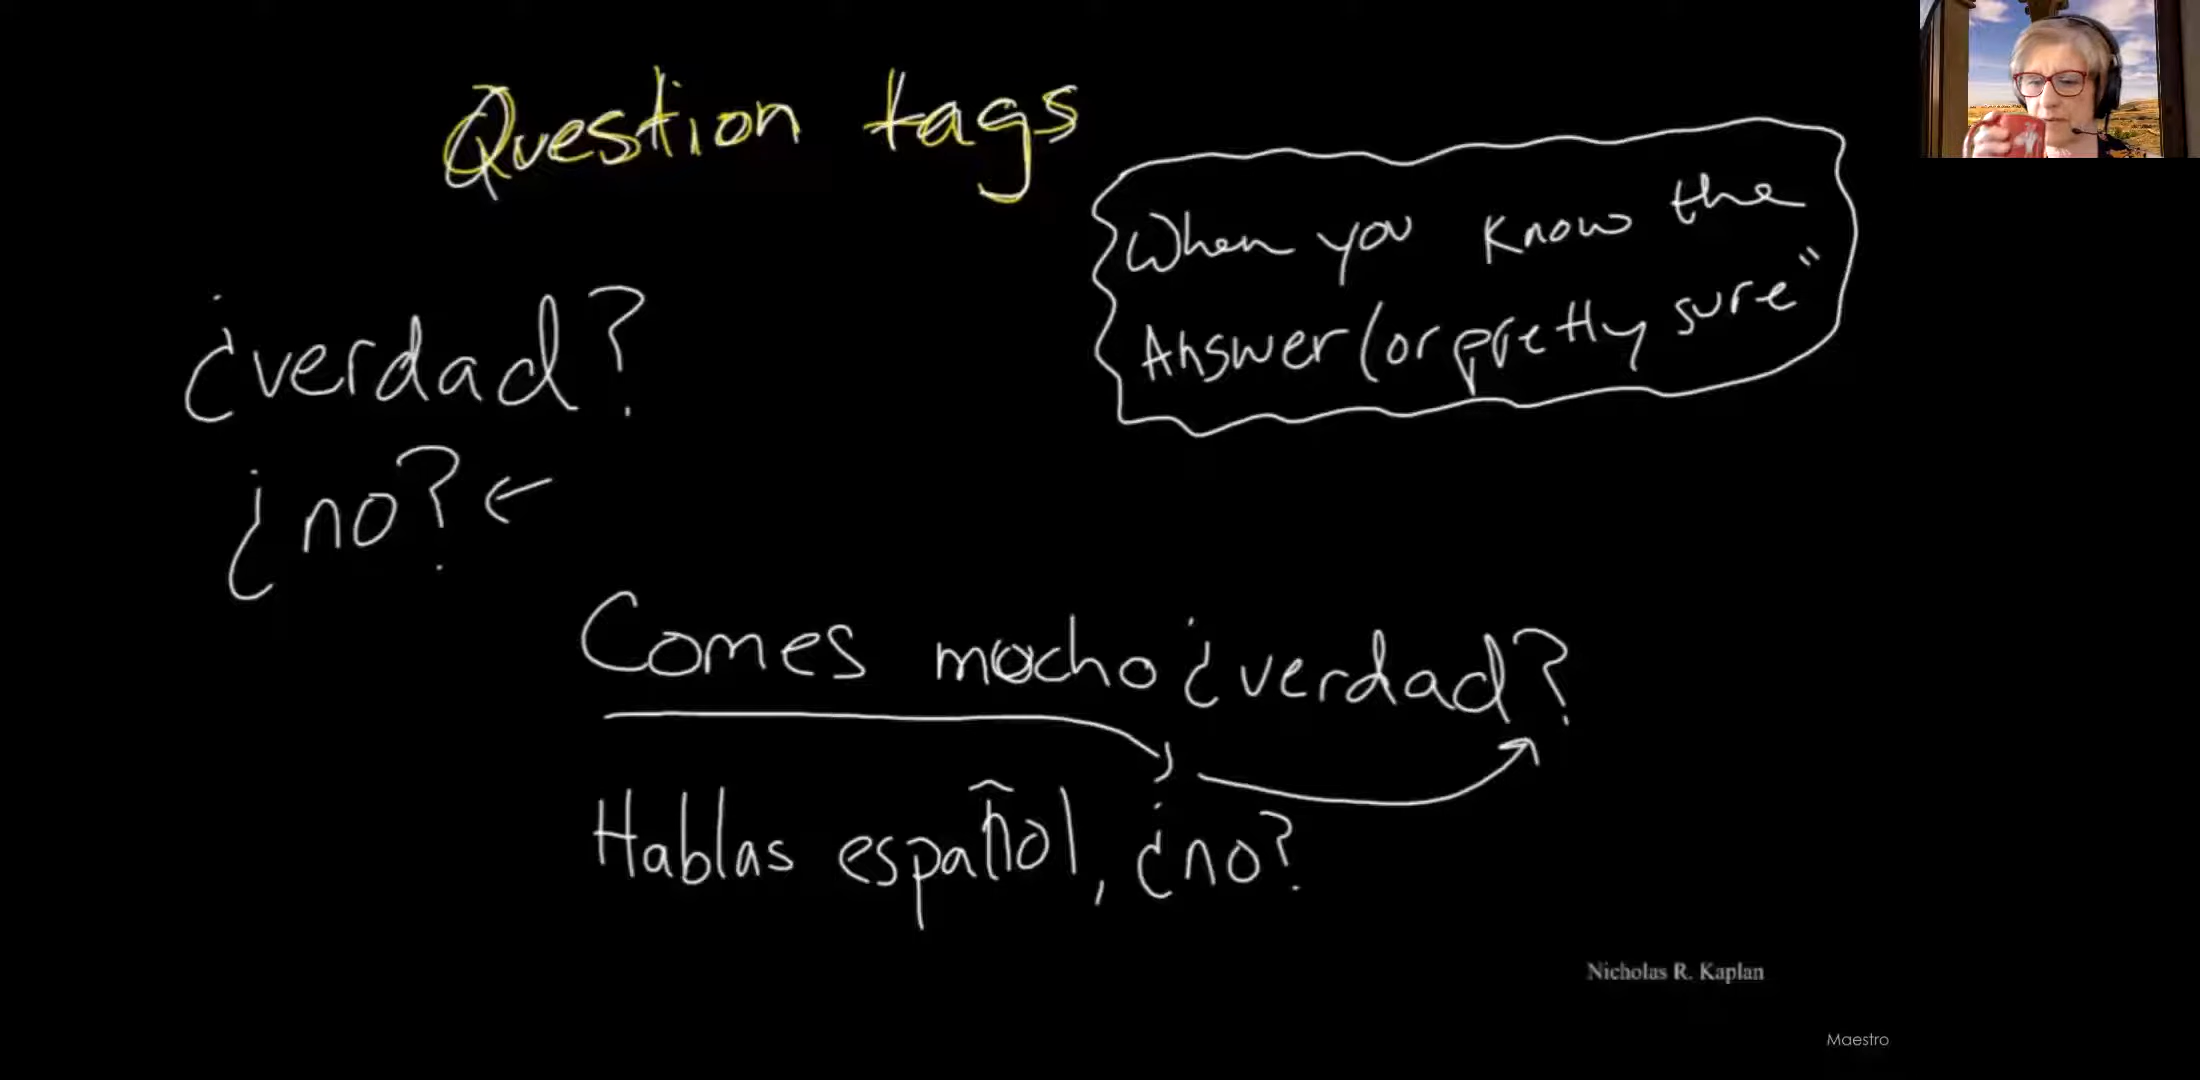 Question tags
When you know the
Answer (or pretty sure"
¿verdad?
¿no? ←
Comes mucho ¿verdad?
Hablas español, ¿no?
Nicholas R. Kaplan
Maestro